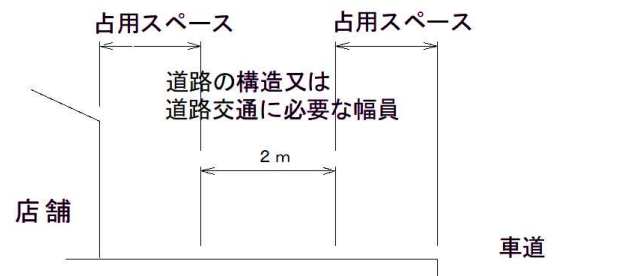 占用スペース
占用スペース
道路の構造又は
道路交通に必要な幅員
2m
店舗
車道